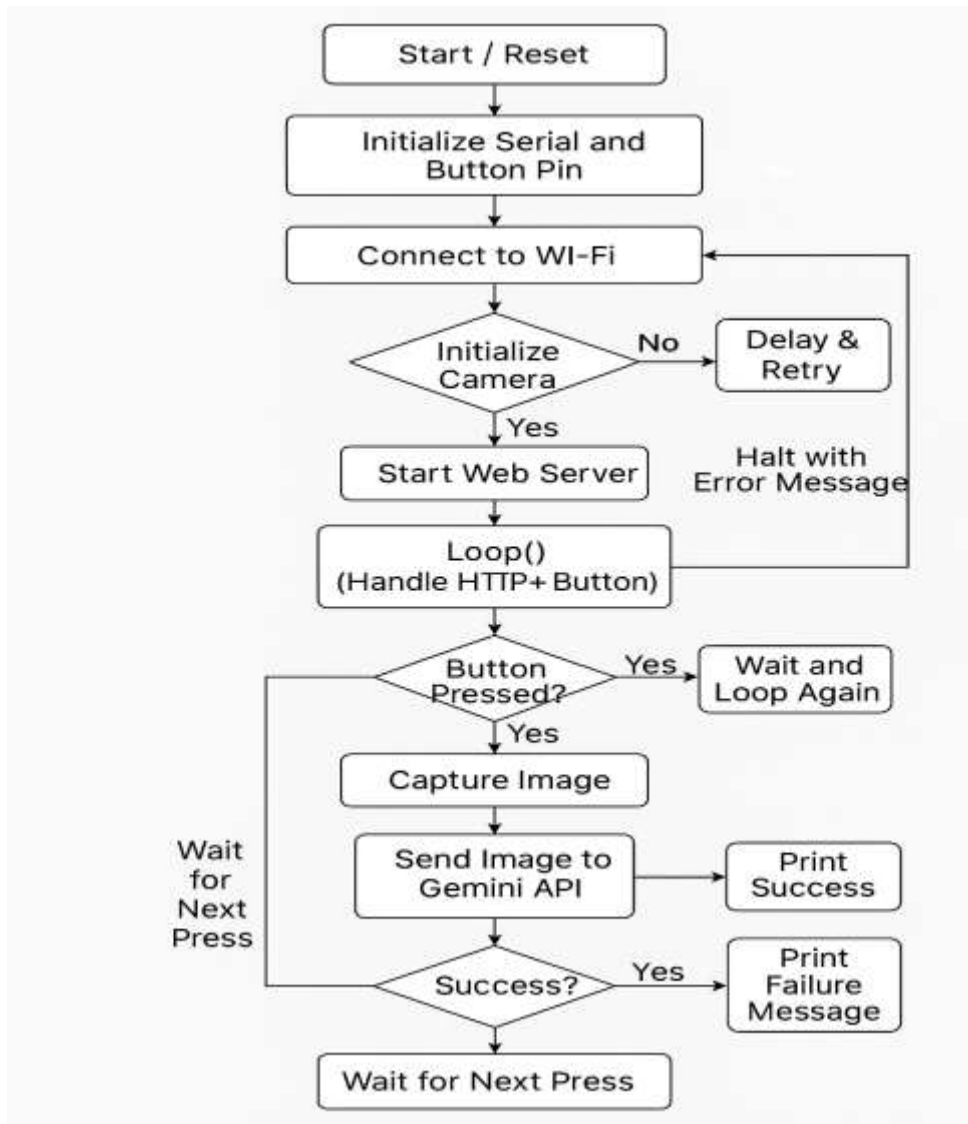 Start / Reset
Initialize Serial and
Button Pin
Connect to WI-Fi
Initialize
Camera
No
Delay &
Retry
Yes
Start Web Server
Halt with
Error Message
Loop()
(Handle HTTP+ Button)
Button
Pressed?
Yes
Wait and
Loop Again
Yes
Capture Image
Wait
for
Next
Press
Send Image to
Gemini API
Print
Success
Success?
Yes
Print
Failure
Message
Wait for Next Press